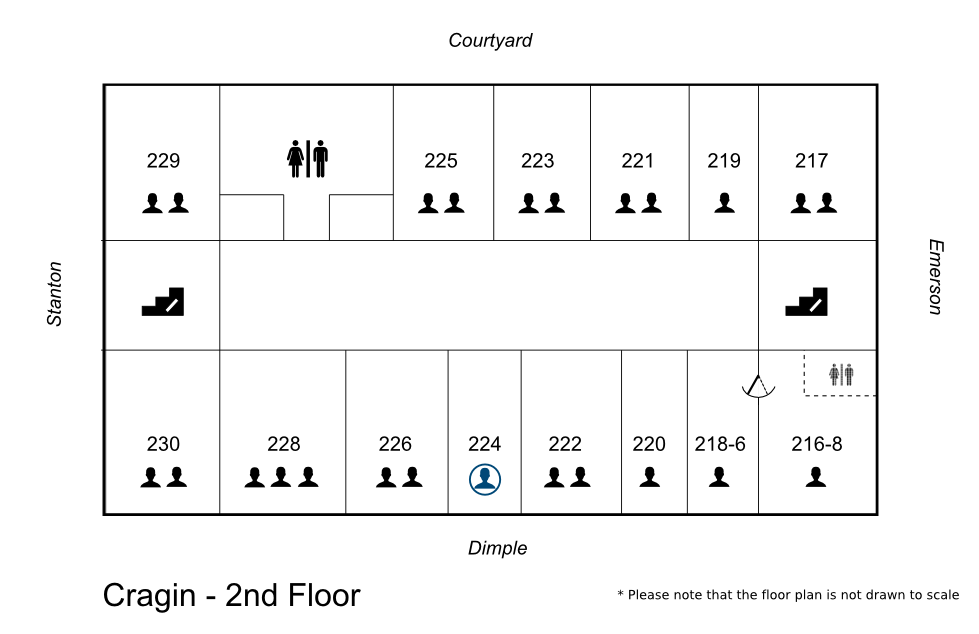 Courtyard
229
225
223
221
219
217
Stanton
Emerson
230
228
226
224
222
220
218-6
216-8
Dimple
Cragin - 2nd Floor
* Please note that the floor plan is not drawn to scale